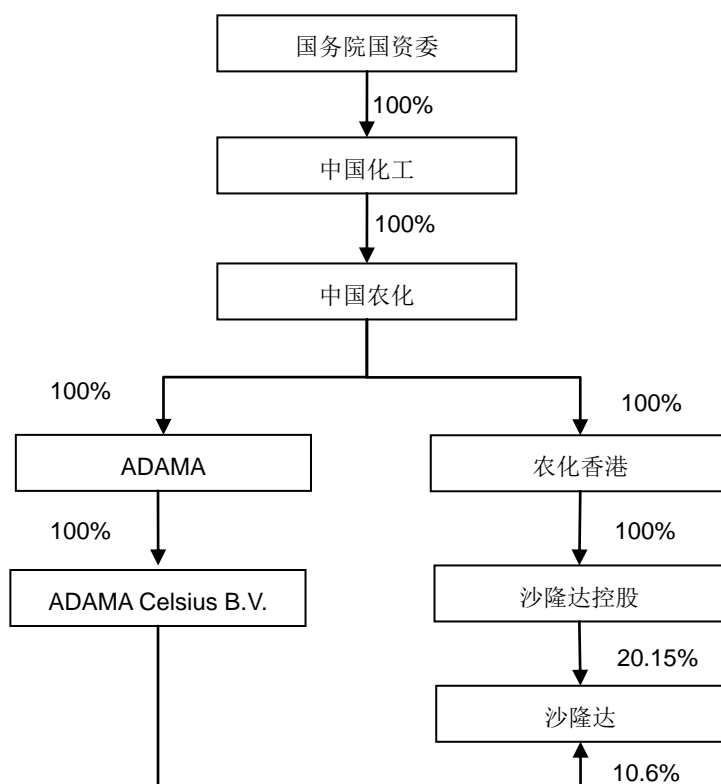 国务院国资委
100%
中国化工
100%
中国农化
100%
100%
ADAMA
农化香港
100%
100%
ADAMA Celsius B.V.
沙隆达控股
20.15%
沙隆达
10.6%